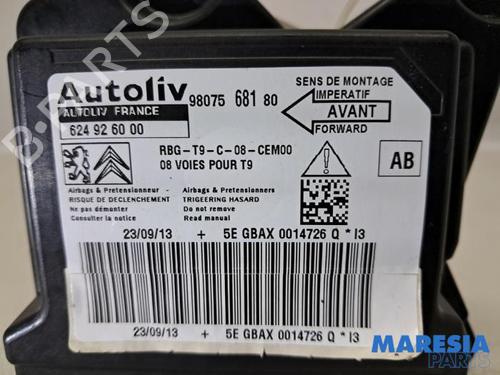 Autoliv
AUTOLIV FRANCE
624 92 60 00
98075 681 80
SENS DE MONTAGE
IMPERATIF
AVANT
FORWARD
RBG-T9-C-08-CEM00
08 VOIES POUR T9
AB
Airbags & Pretensionneur
RISQUE DE DECLENCHEMENT
Ne pas démonter
Consulter la notice
Airbags & Pretensionners
TRIGEERING HASARD
Do not remove
Read manual
23/09/13 + 5E GBAX 0014726 Q * I3
23/09/13 + 5E GBAX 0014726 Q * I3
B-Parts
MARESIA
PARTS